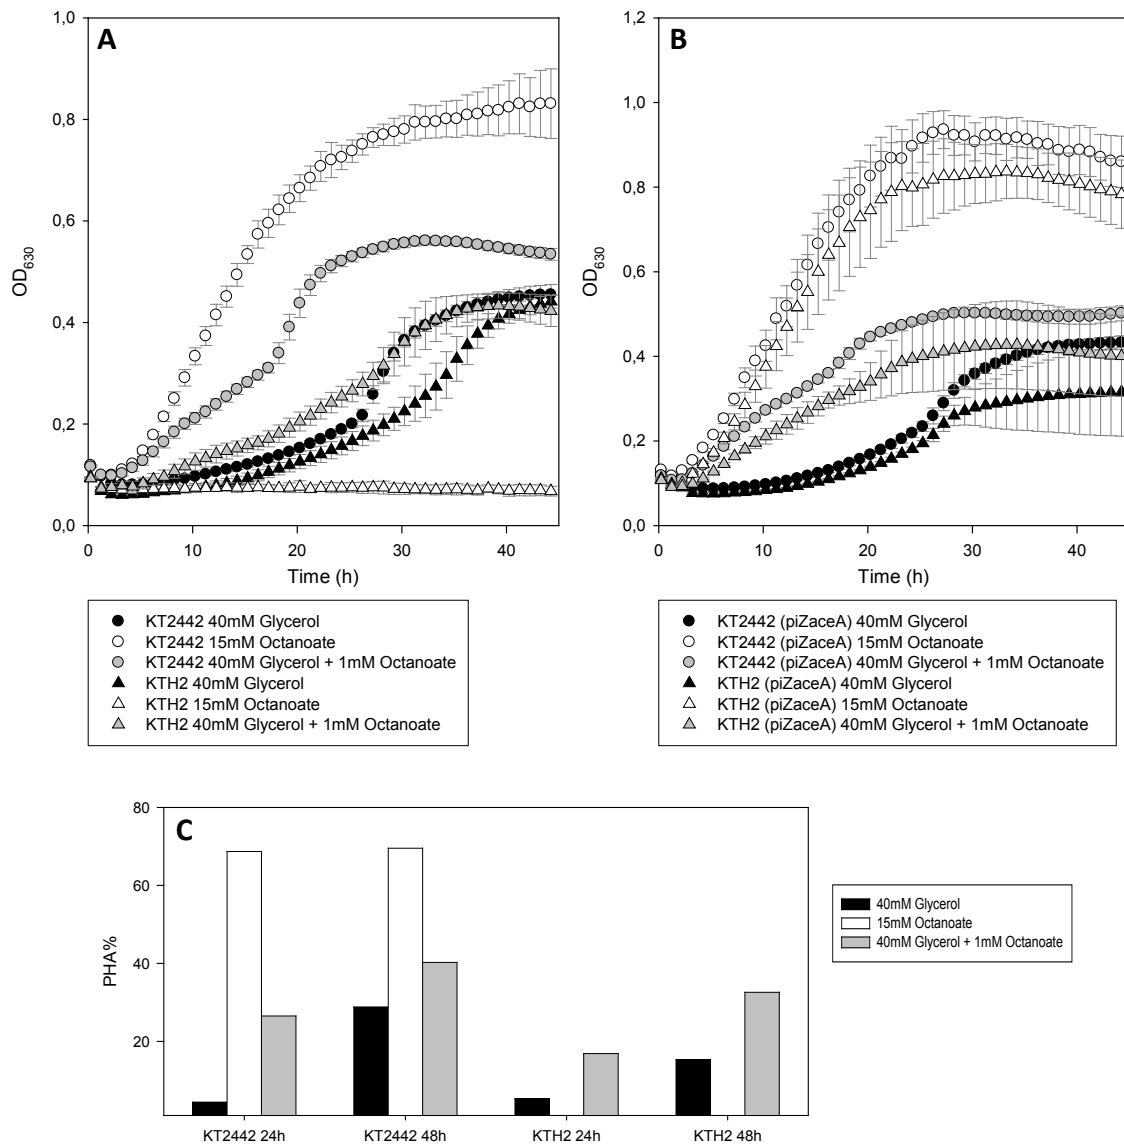 A
1,0
0,8
0,6
0,4
0,2
0,0
OD630
0
10
20
30
40
Time (h)
KT2442 40mM Glycerol
KT2442 15mM Octanoate
KT2442 40mM Glycerol + 1mM Octanoate
KTH2 40mM Glycerol
KTH2 15mM Octanoate
KTH2 40mM Glycerol + 1mM Octanoate
B
1,2
1,0
0,8
0,6
0,4
0,2
0,0
OD630
0
10
20
30
40
Time (h)
KT2442 (piZaceA) 40mM Glycerol
KT2442 (piZaceA) 15mM Octanoate
KT2442 (piZaceA) 40mM Glycerol + 1mM Octanoate
KTH2 (piZaceA) 40mM Glycerol
KTH2 (piZaceA) 15mM Octanoate
KTH2 (piZaceA) 40mM Glycerol + 1mM Octanoate
C
80
60
40
20
PHA%
KT2442 24h
KT2442 48h
KTH2 24h
KTH2 48h
40mM Glycerol
15mM Octanoate
40mM Glycerol + 1mM Octanoate